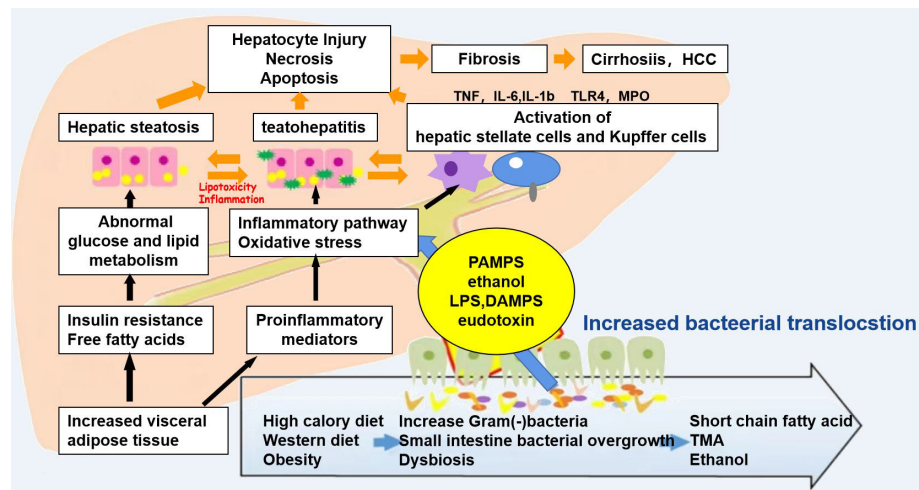 Hepatocyte Injury
Necrosis
Apoptosis
Fibrosis
Cirrhosiis, HCC
TNF, IL-6,IL-1b TLR4, MPO
Hepatic steatosis
teatohepatitis
Activation of
hepatic stellate cells and Kupffer cells
Lipotoxicity
Inflammation
Abnormal
glucose and lipid
metabolism
Inflammatory pathway
Oxidative stress
PAMPS
ethanol
LPS,DAMPS
eudotoxin
Insulin resistance
Free fatty acids
Proinflammatory
mediators
Increased bacteerial translocstion
Increased visceral
adipose tissue
High calory diet
Western diet
Obesity
Increase Gram(-)bacteria
Small intestine bacterial overgrowth
Dysbiosis
Short chain fatty acid
TMA
Ethanol